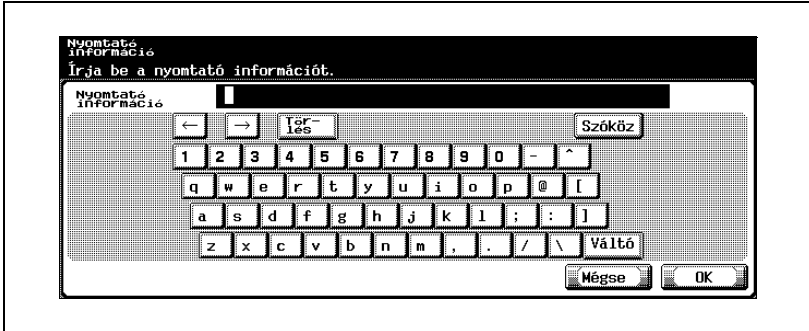 Nyomtató
információ
Írja be a nyomtató információt.
Nyomtató
információ
← → Tör-
lés Szóköz
1 2 3 4 5 6 7 8 9 0 - ^
q w e r t y u i o p @ [
a s d f g h j k l ; : ]
z x c v b n m , . / \ Váltó
Mégse OK